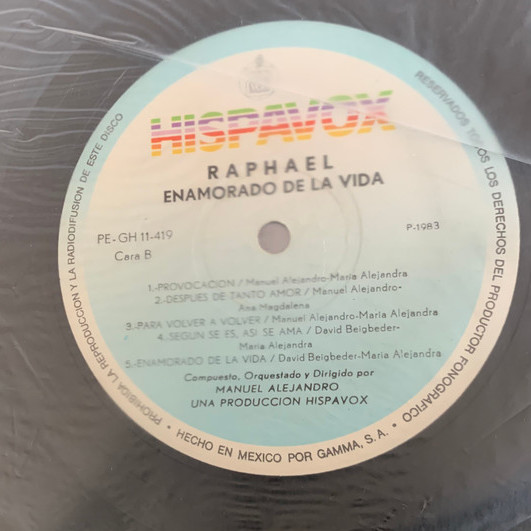 HISPAVOX
RAPHAEL
ENAMORADO DE LA VIDA
PE-GH 11-419
Cara B
P-1983
1.-PROVOCACION / Manuel Alejandro-Maria Alejandra
2.-DESPUES DE TANTO AMOR / Manuel Alejandro-
Ana Magdalena
3.-PARA VOLVER A VOLVER / Manuel Alejandro-Maria Alejandra
4.-SEGUN SE ES, ASI SE AMA / David Beigbeder-
Maria Alejandra
5.-ENAMORADO DE LA VIDA / David Beigbeder-Maria Alejandra
Compuesto, Orquestado y Dirigido por
MANUEL ALEJANDRO
UNA PRODUCCION HISPAVOX
RESERVADOS TODOS LOS DERECHOS DEL PRODUCTOR FONOGRAFICO •
HECHO EN MEXICO POR GAMMA, S.A. •
PROHIBIDA LA REPRODUCCION Y LA RADIODIFUSION DE ESTE DISCO